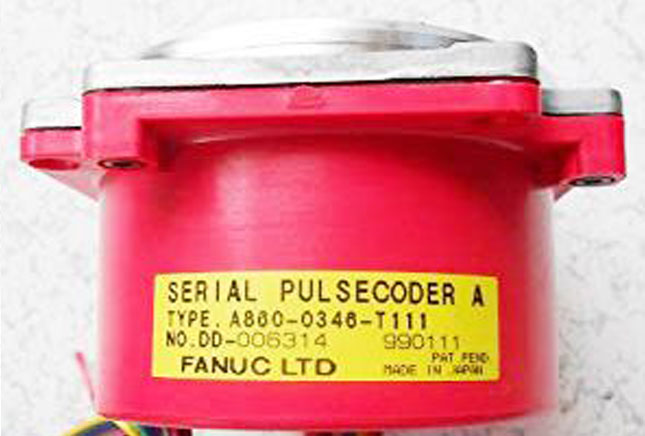 SERIAL PULSECODER A
TYPE. A860-0346-T111
NO.DD-006314 990111
PAT PEND
FANUC LTD MADE IN JAPAN